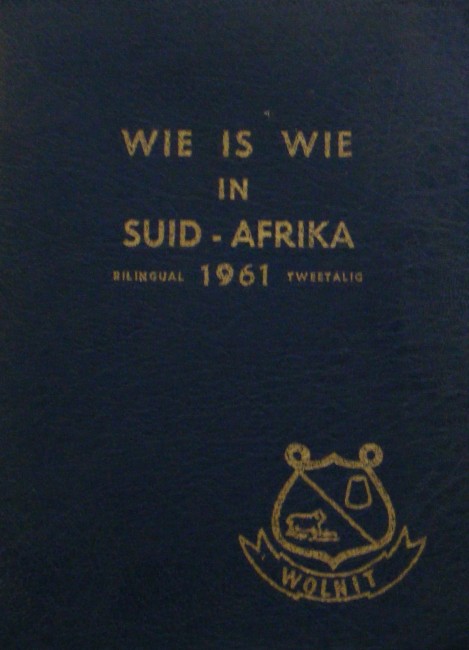 WIE IS WIE
IN
SUID - AFRIKA
BILINGUAL 1961 TWEETALIG
WOLNIT